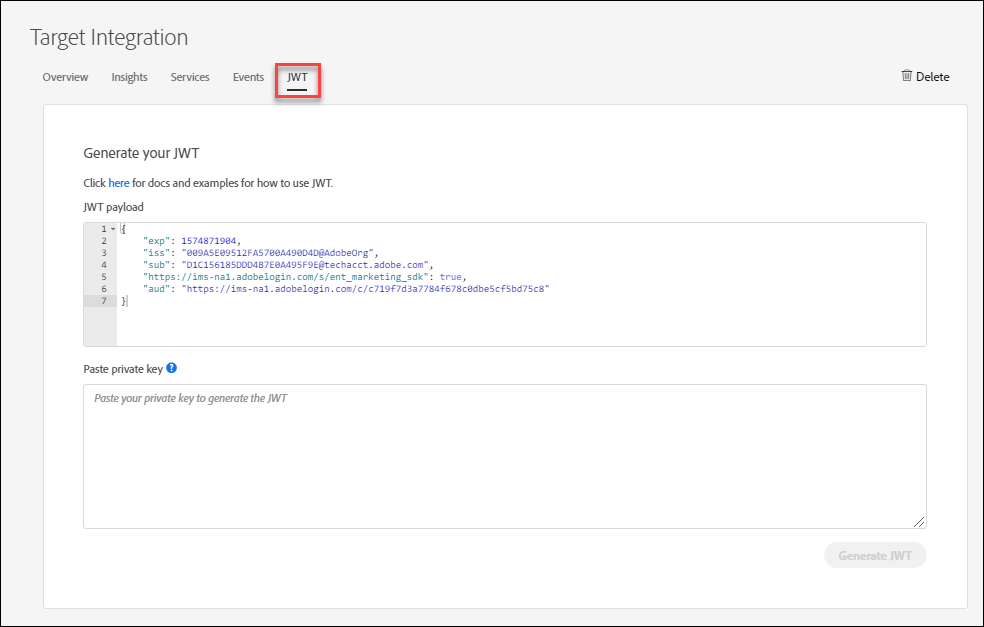 Target Integration
Overview Insights Services Events JWT Delete
Generate your JWT
Click here for docs and examples for how to use JWT.
JWT payload
1 {
2 "exp": 1574871904,
3 "iss": "009A5E09512FA5700A490D4D@AdobeOrg",
4 "sub": "D1C156185DDD4B7E0A495F9E@techacct.adobe.com",
5 "https://ims-na1.adobelogin.com/s/ent_marketing_sdk": true,
6 "aud": "https://ims-na1.adobelogin.com/c/c719f7d3a7784f678c0dbe5cf5bd75c8"
7 }
Paste private key ?
Paste your private key to generate the JWT
Generate JWT